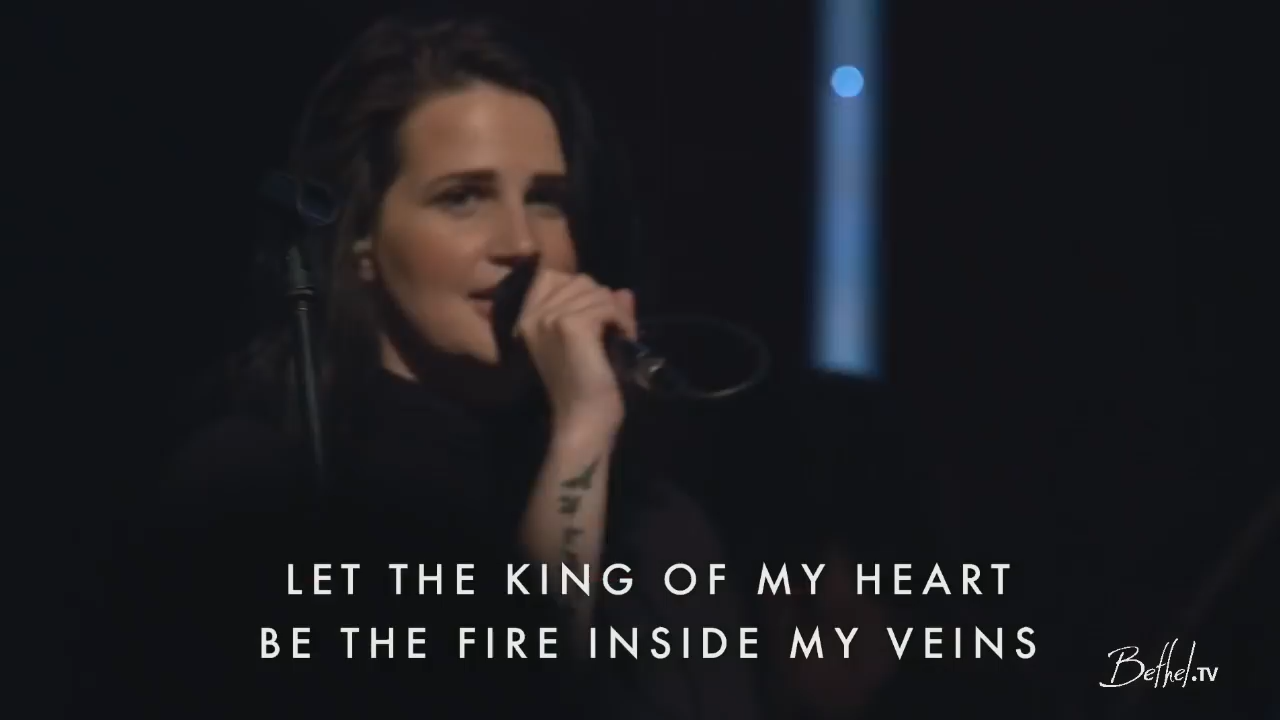 LET THE KING OF MY HEART
BE THE FIRE INSIDE MY VEINS
Bethel.TV